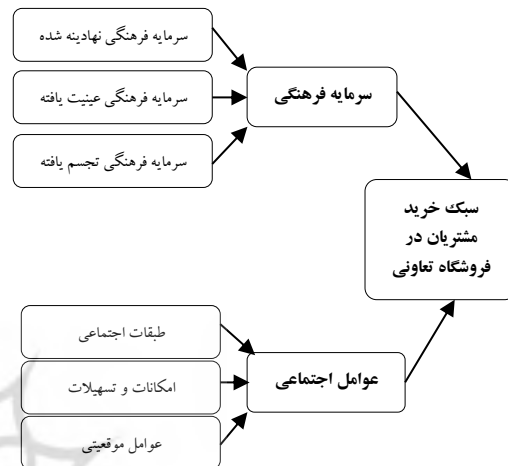 سرمایه فرهنگی نهادینه شده
سرمایه فرهنگی عینیت یافته
سرمایه فرهنگی تجسم یافته
سرمایه فرهنگی
سبک خرید
مشتریان در
فروشگاه تعاونی
طبقات اجتماعی
امکانات و تسهیلات
عوامل موقعیتی
عوامل اجتماعی